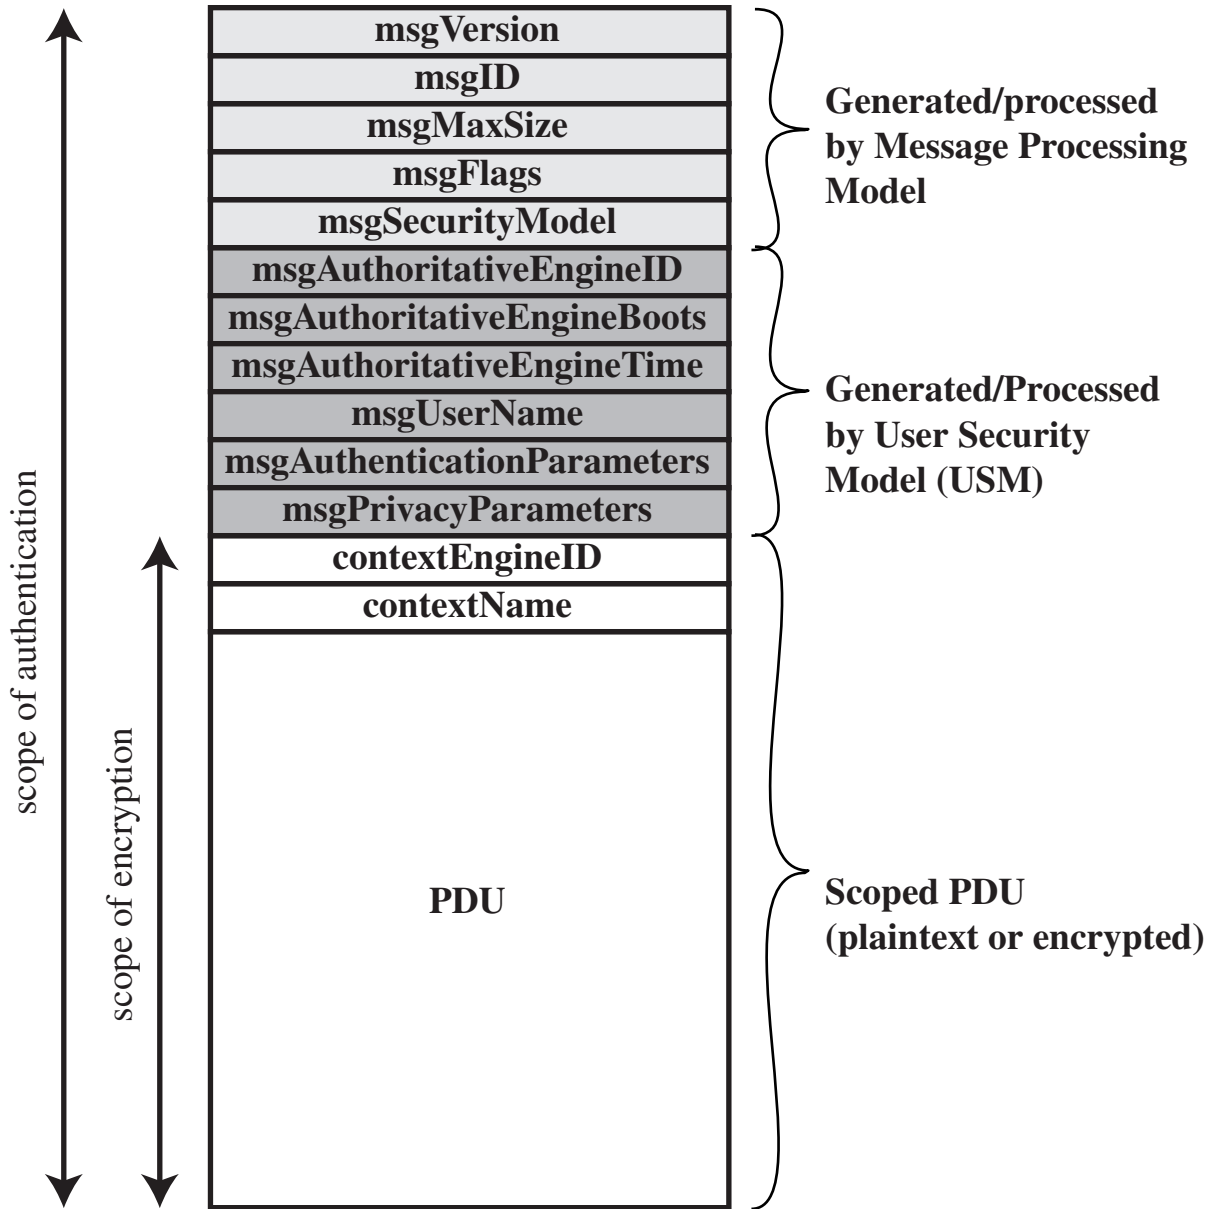 msgVersion
msgID
msgMaxSize
msgFlags
msgSecurityModel
msgAuthoritativeEngineID
msgAuthoritativeEngineBoots
msgAuthoritativeEngineTime
msgUserName
msgAuthenticationParameters
msgPrivacyParameters
contextEngineID
contextName
PDU
Generated/processed
by Message Processing
Model
Generated/Processed
by User Security
Model (USM)
Scoped PDU
(plaintext or encrypted)
scope of authentication
scope of encryption